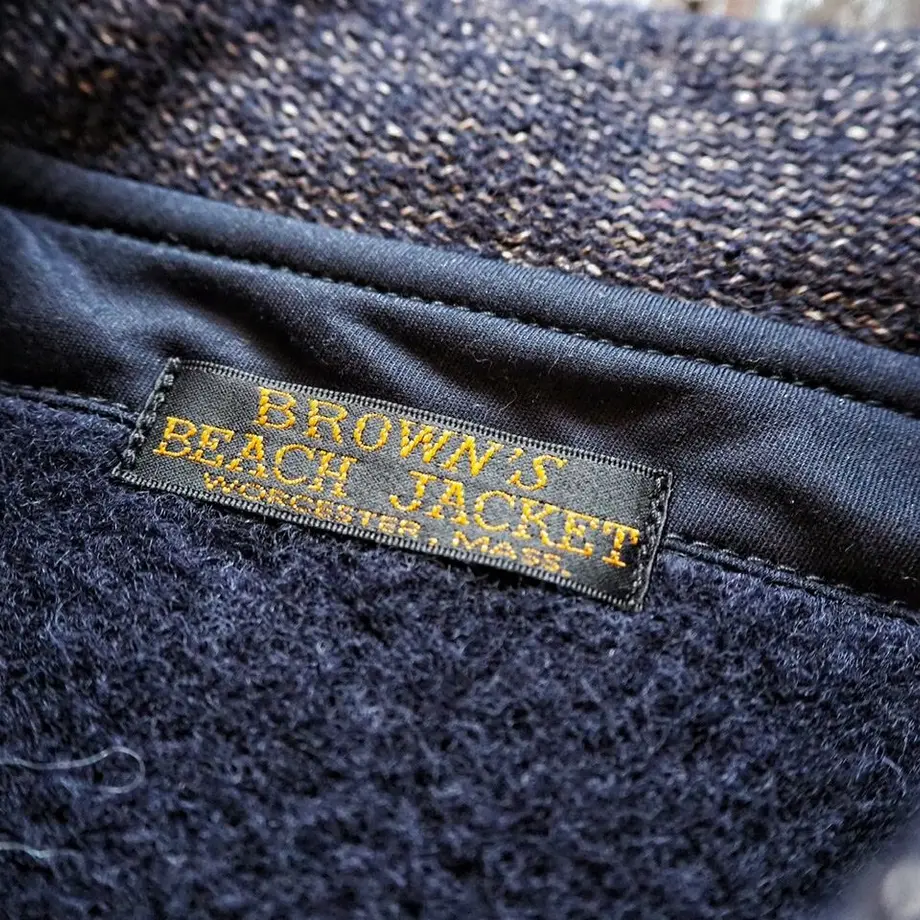 BROWN'S
BEACH JACKET
WORCESTER, MASS.